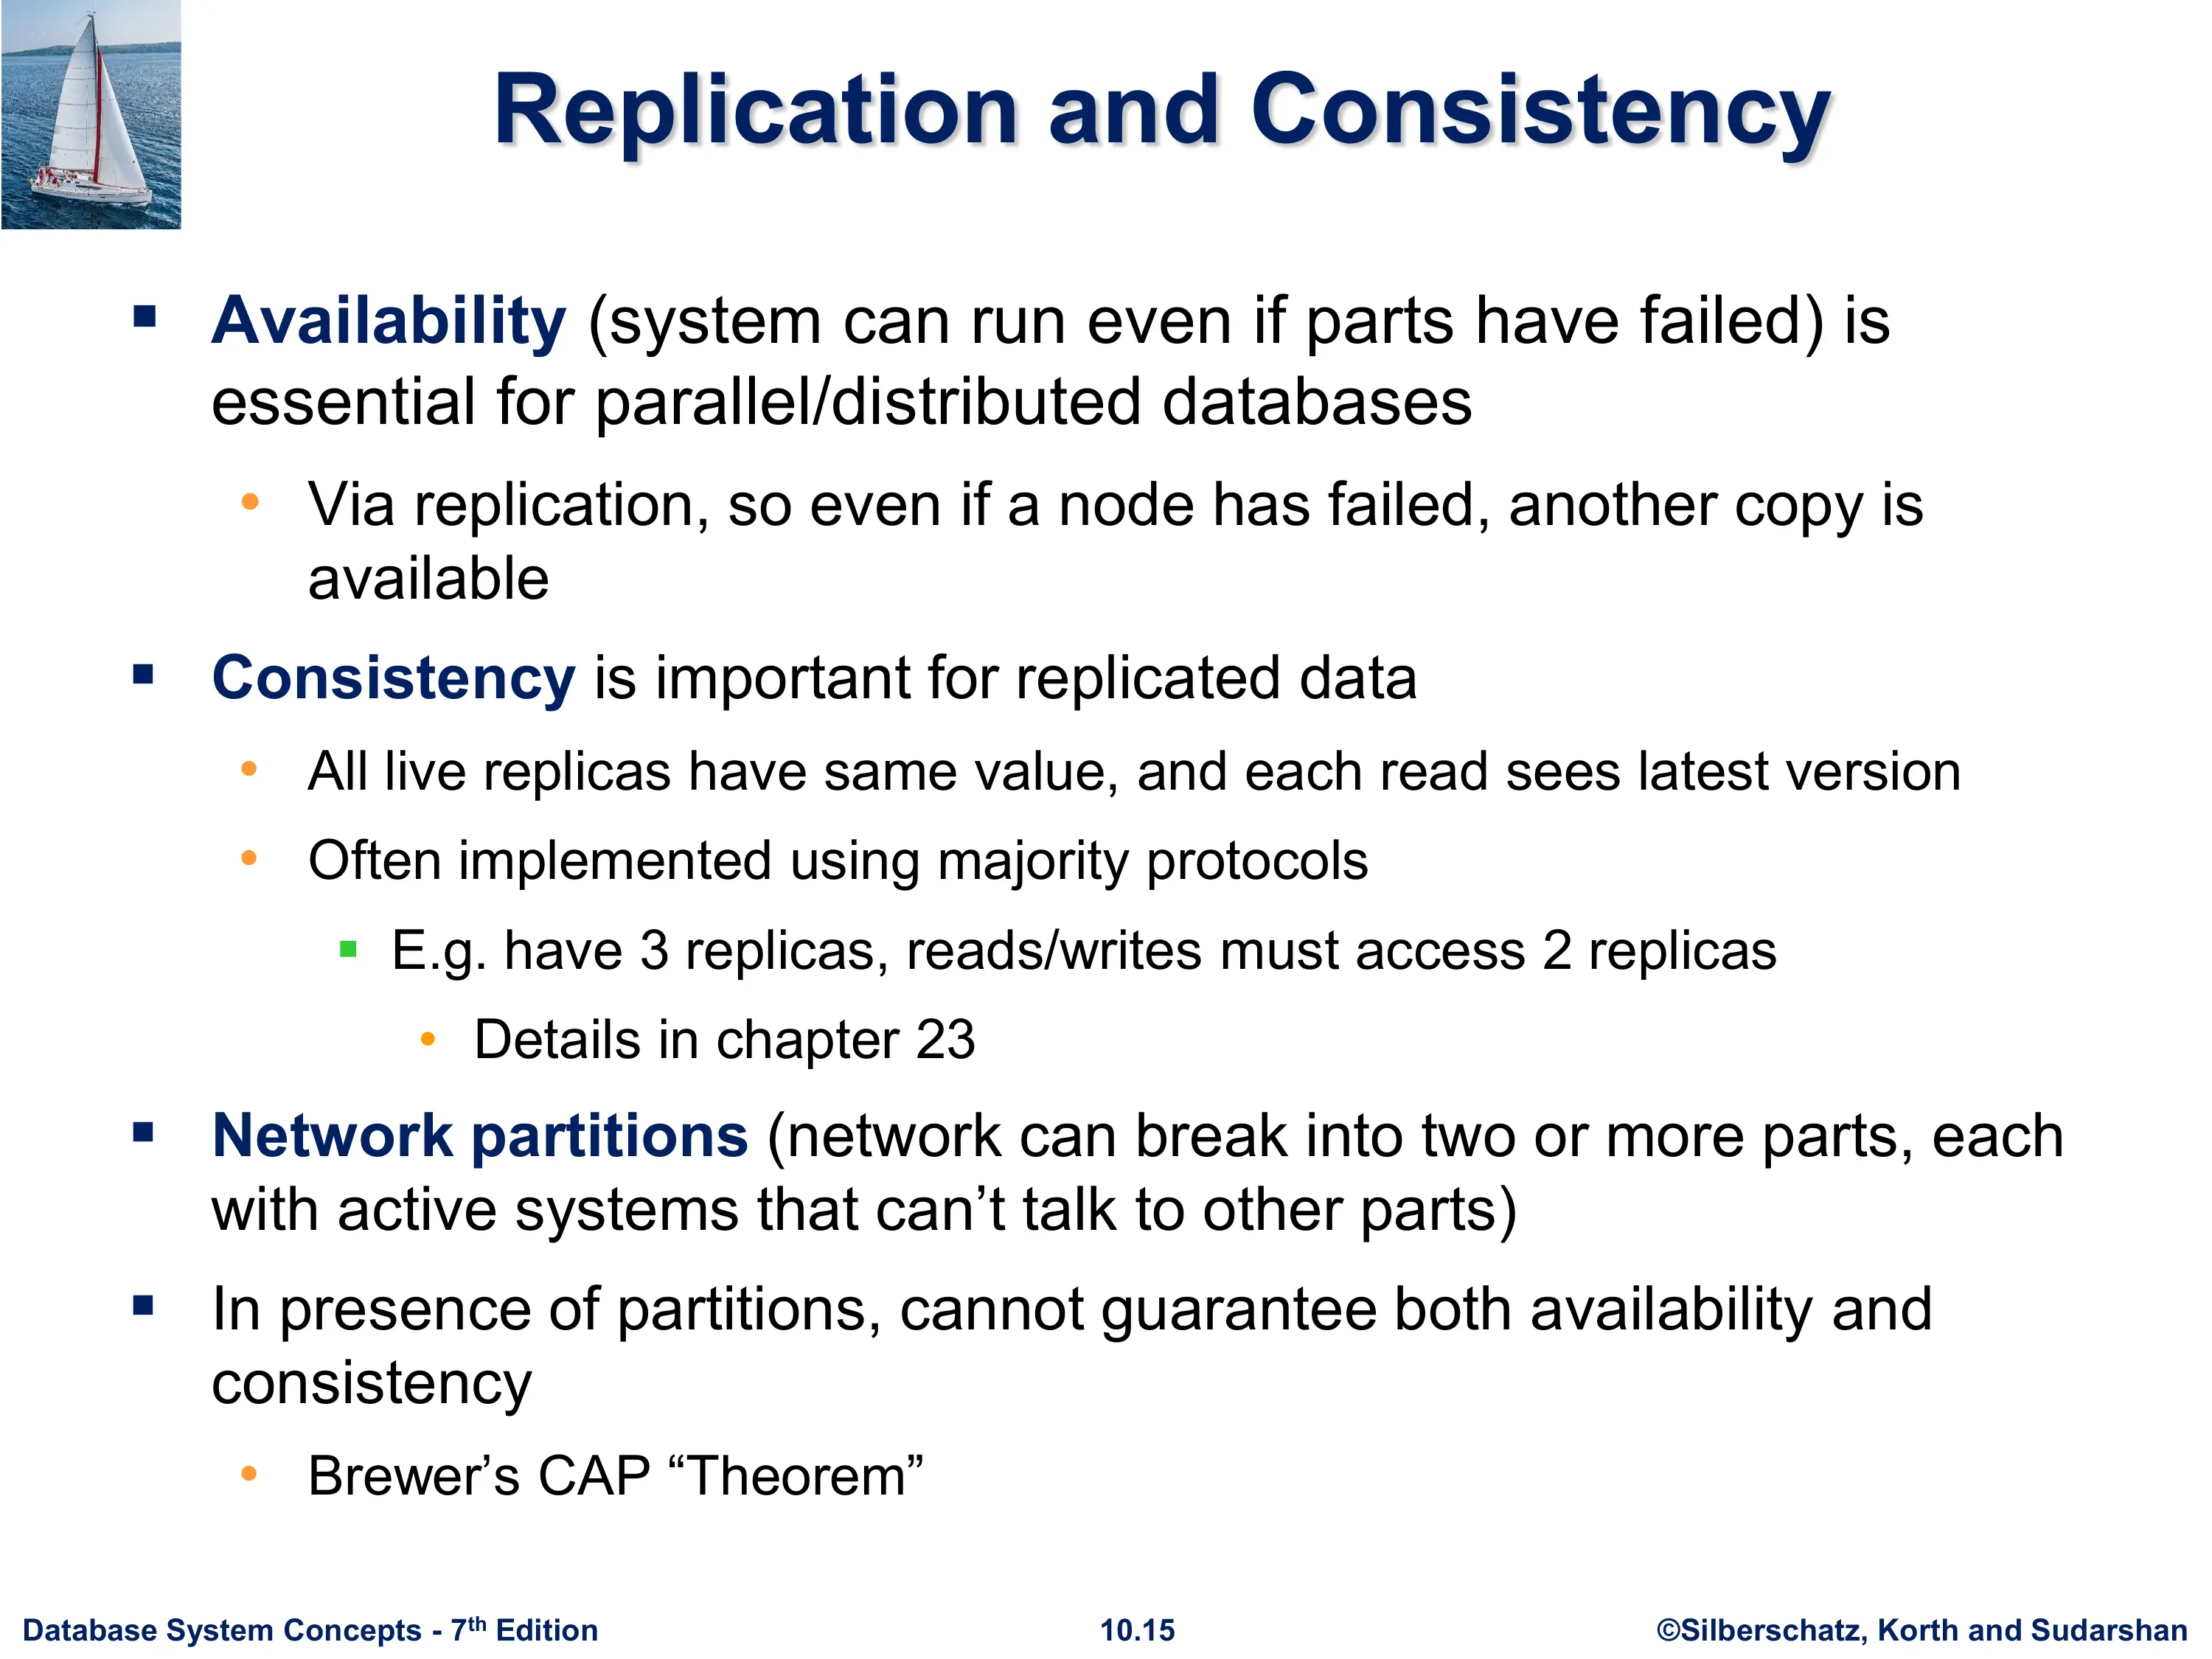 Replication and Consistency
▪ Availability (system can run even if parts have failed) is
essential for parallel/distributed databases
• Via replication, so even if a node has failed, another copy is
available
▪ Consistency is important for replicated data
• All live replicas have same value, and each read sees latest version
• Often implemented using majority protocols
▪ E.g. have 3 replicas, reads/writes must access 2 replicas
• Details in chapter 23
▪ Network partitions (network can break into two or more parts, each
with active systems that can’t talk to other parts)
▪ In presence of partitions, cannot guarantee both availability and
consistency
• Brewer’s CAP “Theorem”
Database System Concepts - 7th Edition
10.15
©Silberschatz, Korth and Sudarshan